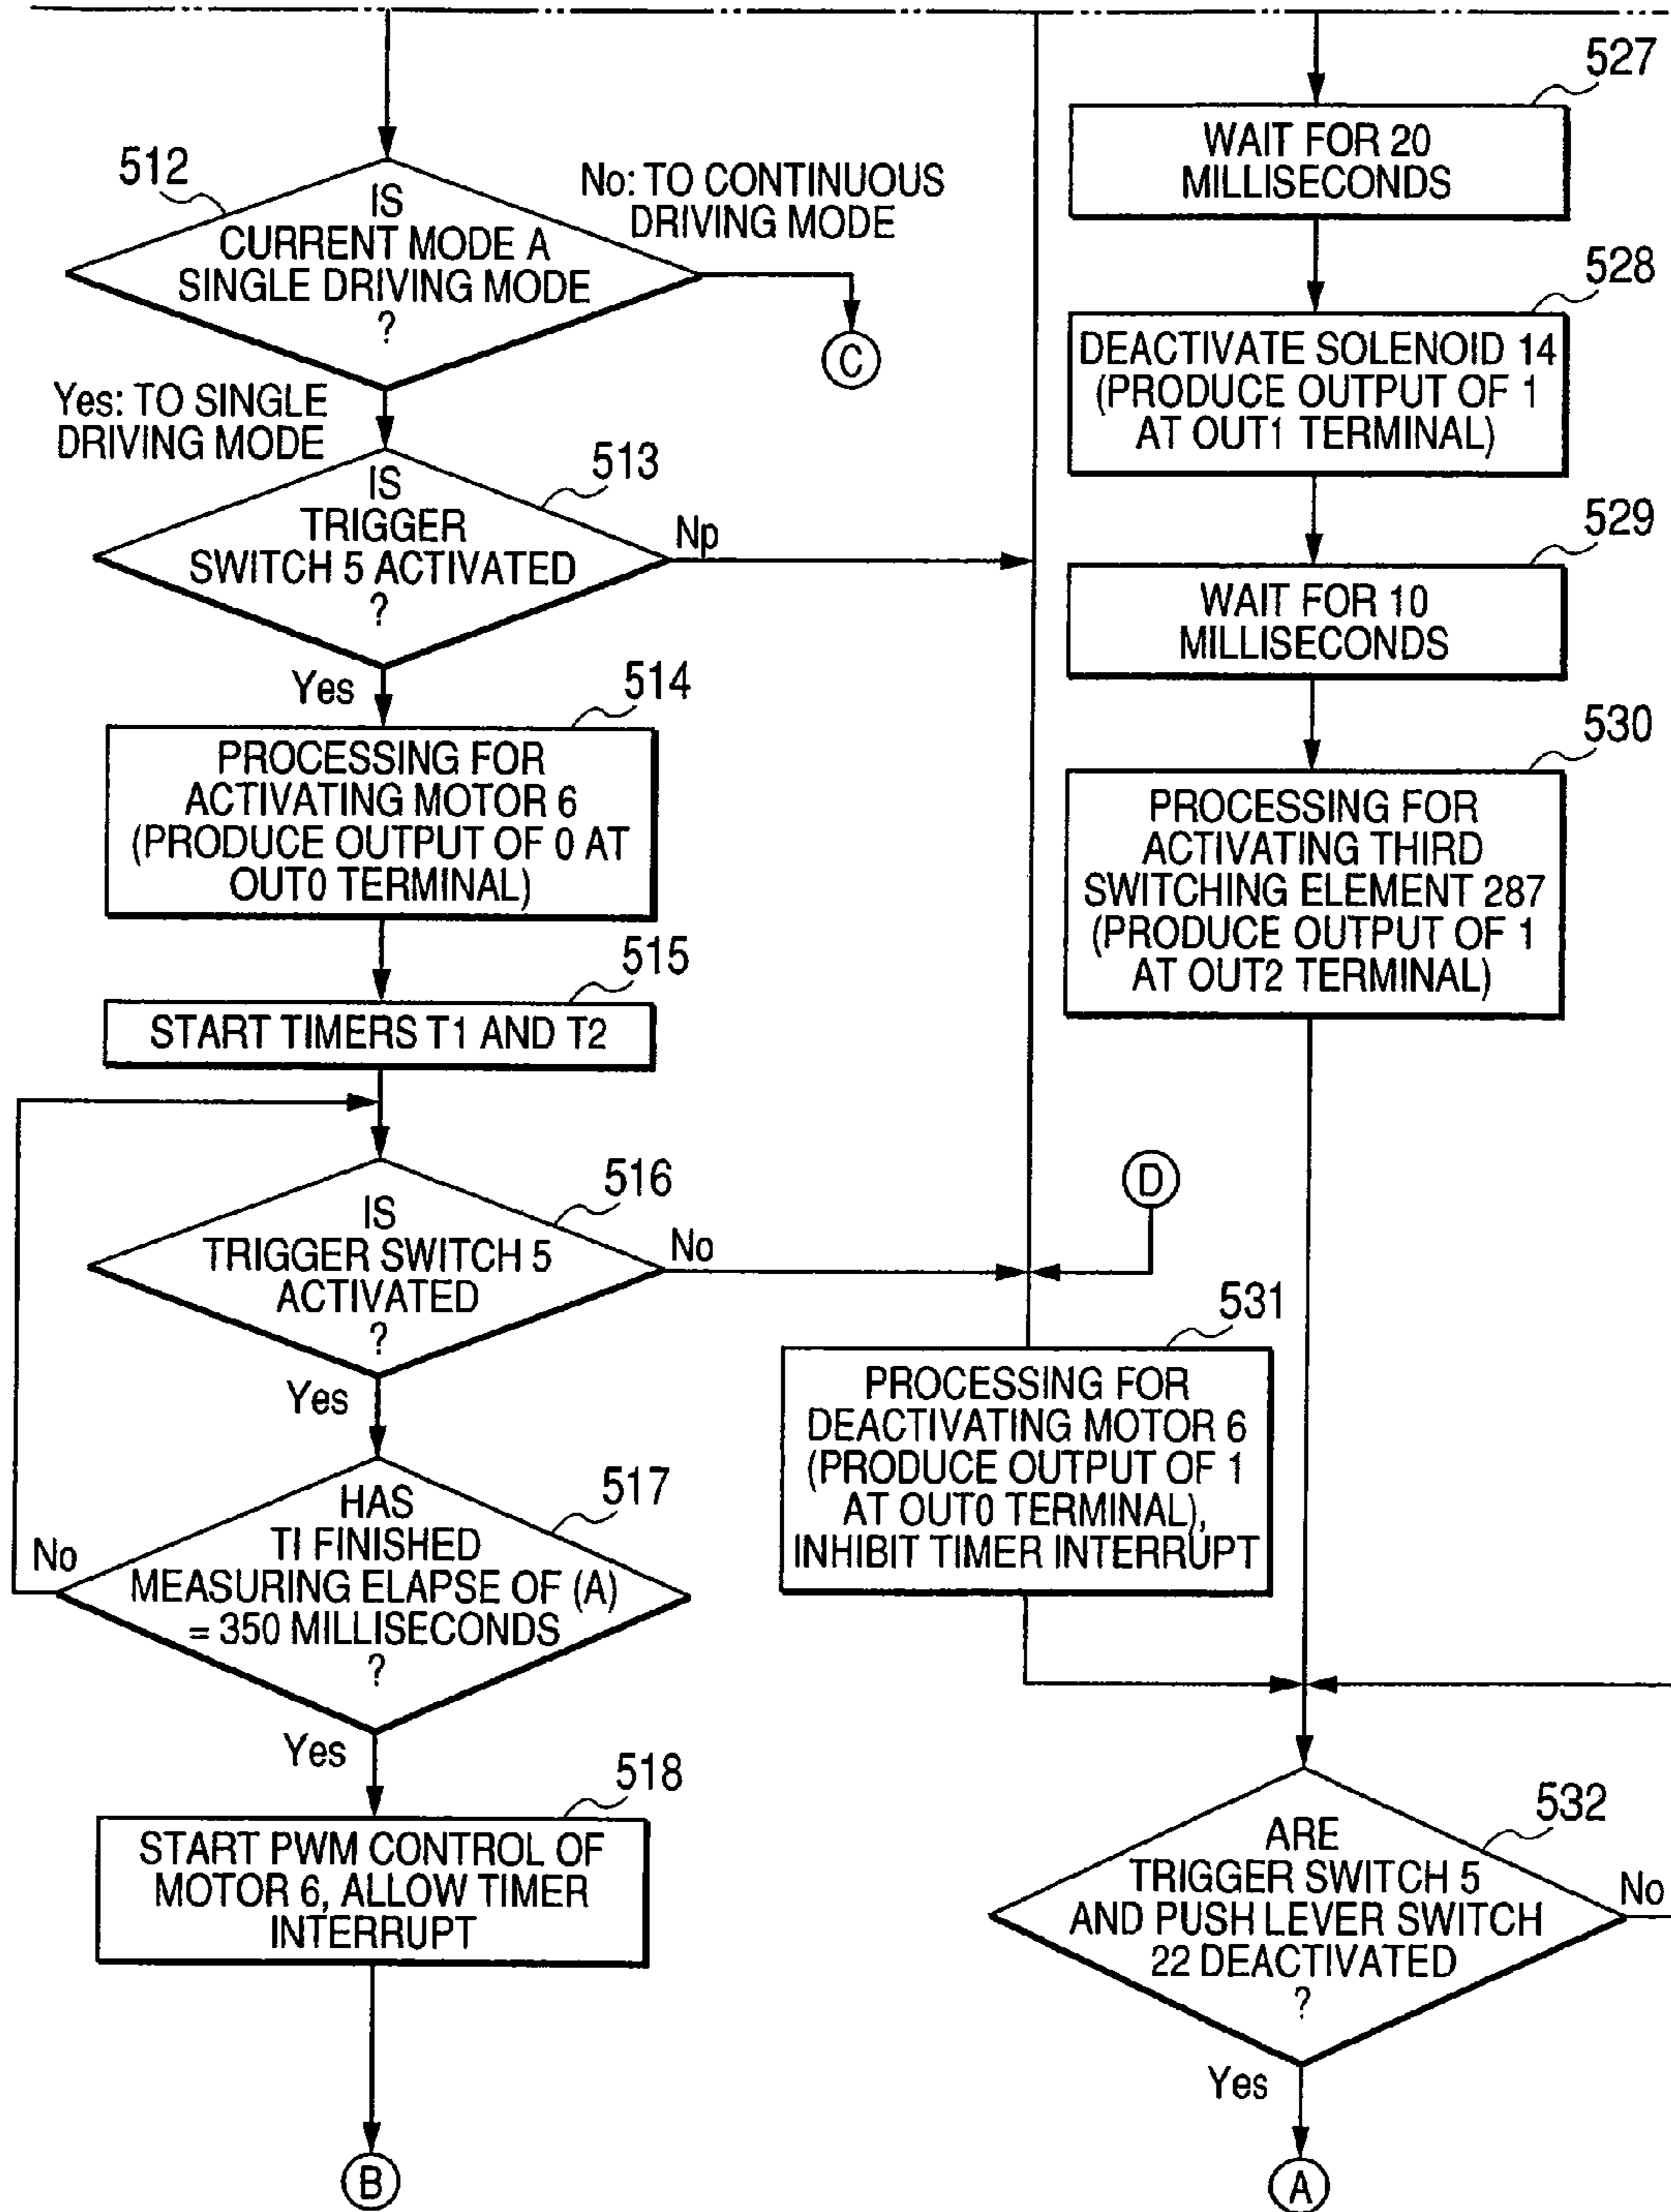 512
IS
CURRENT MODE A
SINGLE DRIVING MODE
?
No: TO CONTINUOUS
DRIVING MODE
C
Yes: TO SINGLE
DRIVING MODE
513
IS
TRIGGER
SWITCH 5 ACTIVATED
?
Np
Yes
514
PROCESSING FOR
ACTIVATING MOTOR 6
(PRODUCE OUTPUT OF 0 AT
OUT0 TERMINAL)
515
START TIMERS T1 AND T2
516
IS
TRIGGER SWITCH 5
ACTIVATED
?
No
Yes
517
HAS
TI FINISHED
MEASURING ELAPSE OF (A)
= 350 MILLISECONDS
?
No
Yes
518
START PWM CONTROL OF
MOTOR 6, ALLOW TIMER
INTERRUPT
B
527
WAIT FOR 20
MILLISECONDS
528
DEACTIVATE SOLENOID 14
(PRODUCE OUTPUT OF 1
AT OUT1 TERMINAL)
529
WAIT FOR 10
MILLISECONDS
530
PROCESSING FOR
ACTIVATING THIRD
SWITCHING ELEMENT 287
(PRODUCE OUTPUT OF 1
AT OUT2 TERMINAL)
D
531
PROCESSING FOR
DEACTIVATING MOTOR 6
(PRODUCE OUTPUT OF 1
AT OUT0 TERMINAL),
INHIBIT TIMER INTERRUPT
532
ARE
TRIGGER SWITCH 5
AND PUSH LEVER SWITCH
22 DEACTIVATED
?
No
Yes
A